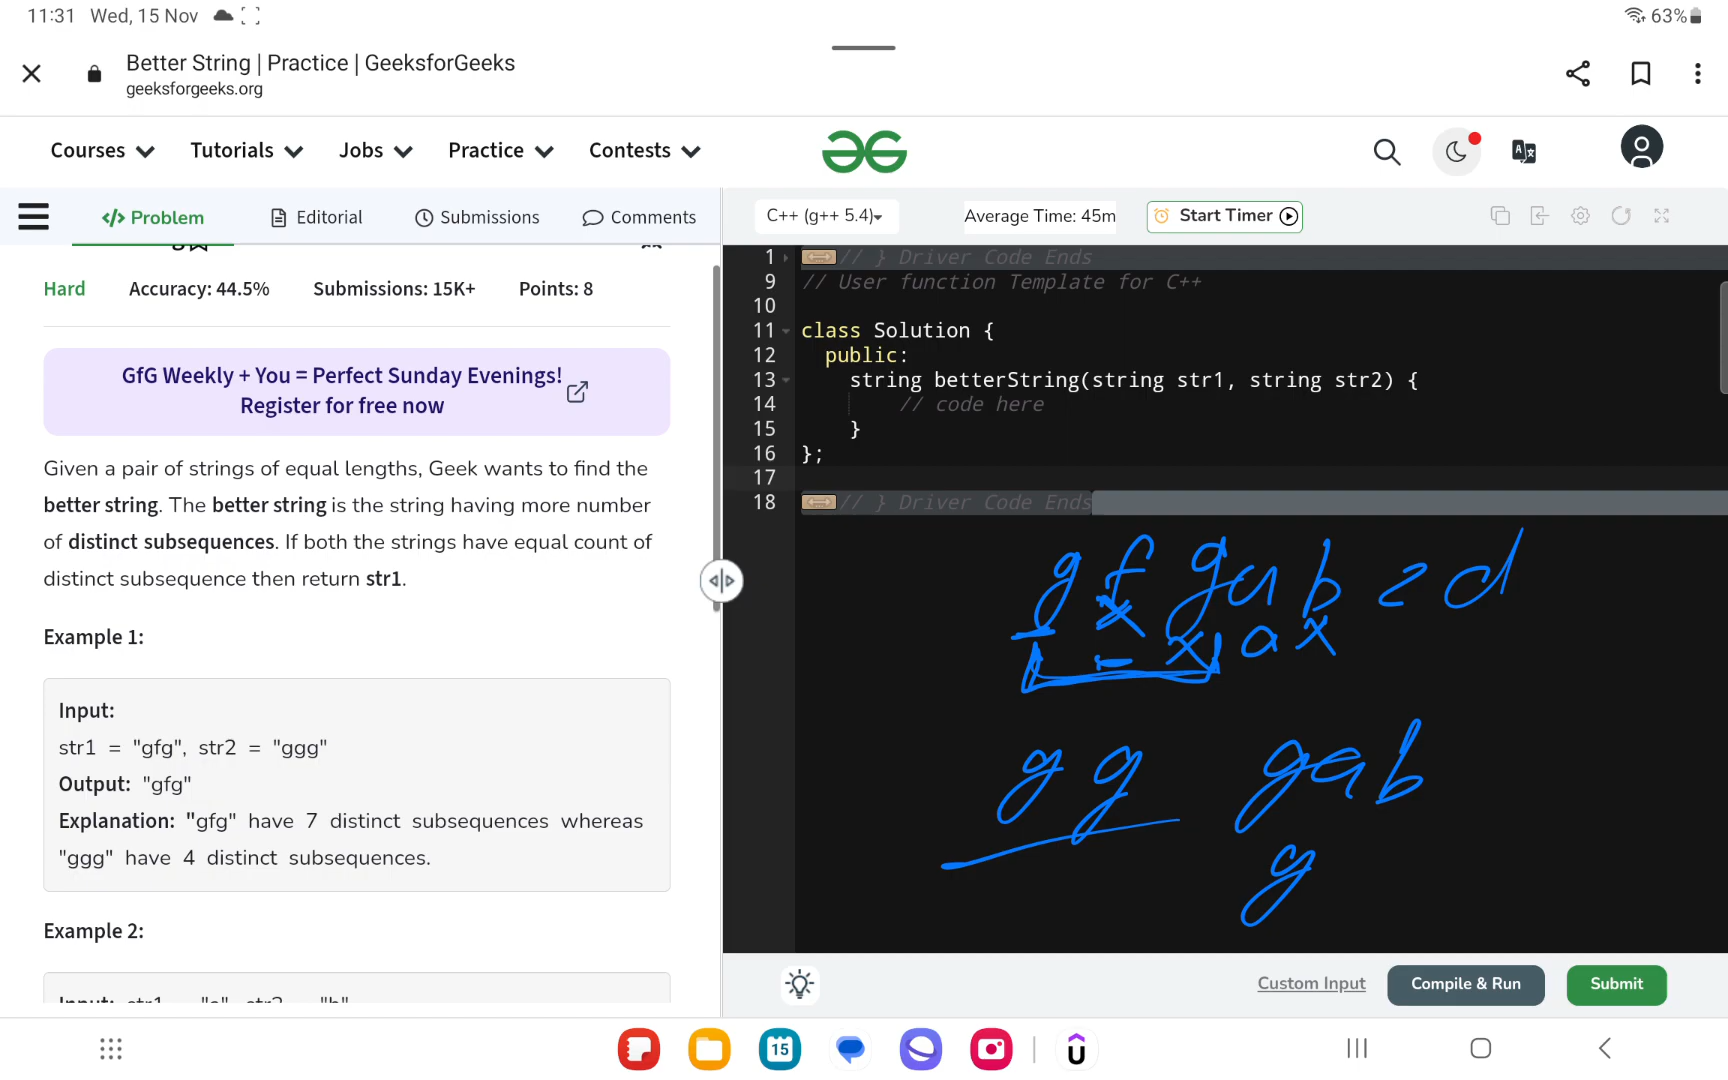 11:31 Wed, 15 Nov
63%
Better String | Practice | GeeksforGeeks
geeksforgeeks.org
Courses Tutorials Jobs Practice Contests
Problem Editorial Submissions Comments
Hard Accuracy: 44.5% Submissions: 15K+ Points: 8
GfG Weekly + You = Perfect Sunday Evenings!
Register for free now
Given a pair of strings of equal lengths, Geek wants to find the
better string. The better string is the string having more number
of distinct subsequences. If both the strings have equal count of
distinct subsequence then return str1.
Example 1:
Input:
str1 = "gfg", str2 = "ggg"
Output: "gfg"
Explanation: "gfg" have 7 distinct subsequences whereas
"ggg" have 4 distinct subsequences.
Example 2:
Input: str1 = "a", str2 = "b"
C++ (g++ 5.4) Average Time: 45m Start Timer
1 // } Driver Code Ends
9 // User function Template for C++
10
11 class Solution {
12 public:
13 string betterString(string str1, string str2) {
14 // code here
15 }
16 };
17
18 // } Driver Code Ends
g f g a b c d
a x
g g g a b
g
Custom Input Compile & Run Submit
15